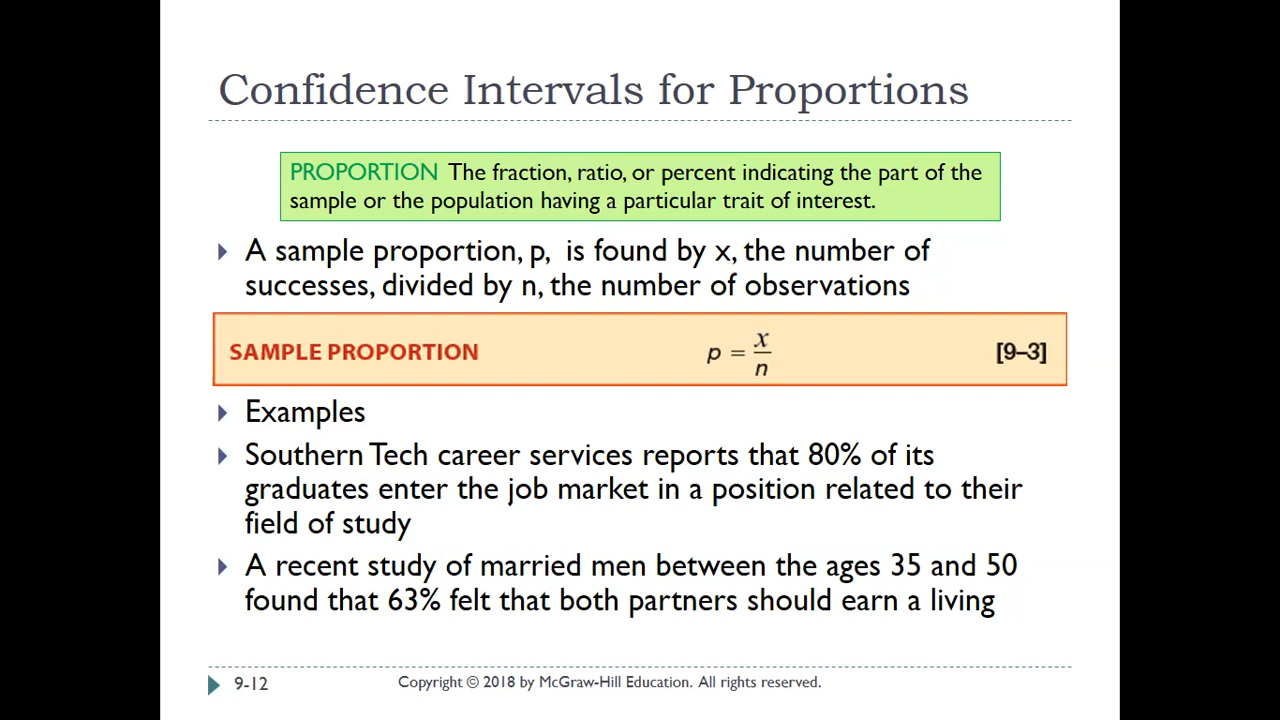 Confidence Intervals for Proportions
PROPORTION The fraction, ratio, or percent indicating the part of the
sample or the population having a particular trait of interest.
A sample proportion, p, is found by x, the number of
successes, divided by n, the number of observations
SAMPLE PROPORTION p = x/n [9–3]
Examples
Southern Tech career services reports that 80% of its
graduates enter the job market in a position related to their
field of study
A recent study of married men between the ages 35 and 50
found that 63% felt that both partners should earn a living
9-12 Copyright © 2018 by McGraw-Hill Education. All rights reserved.